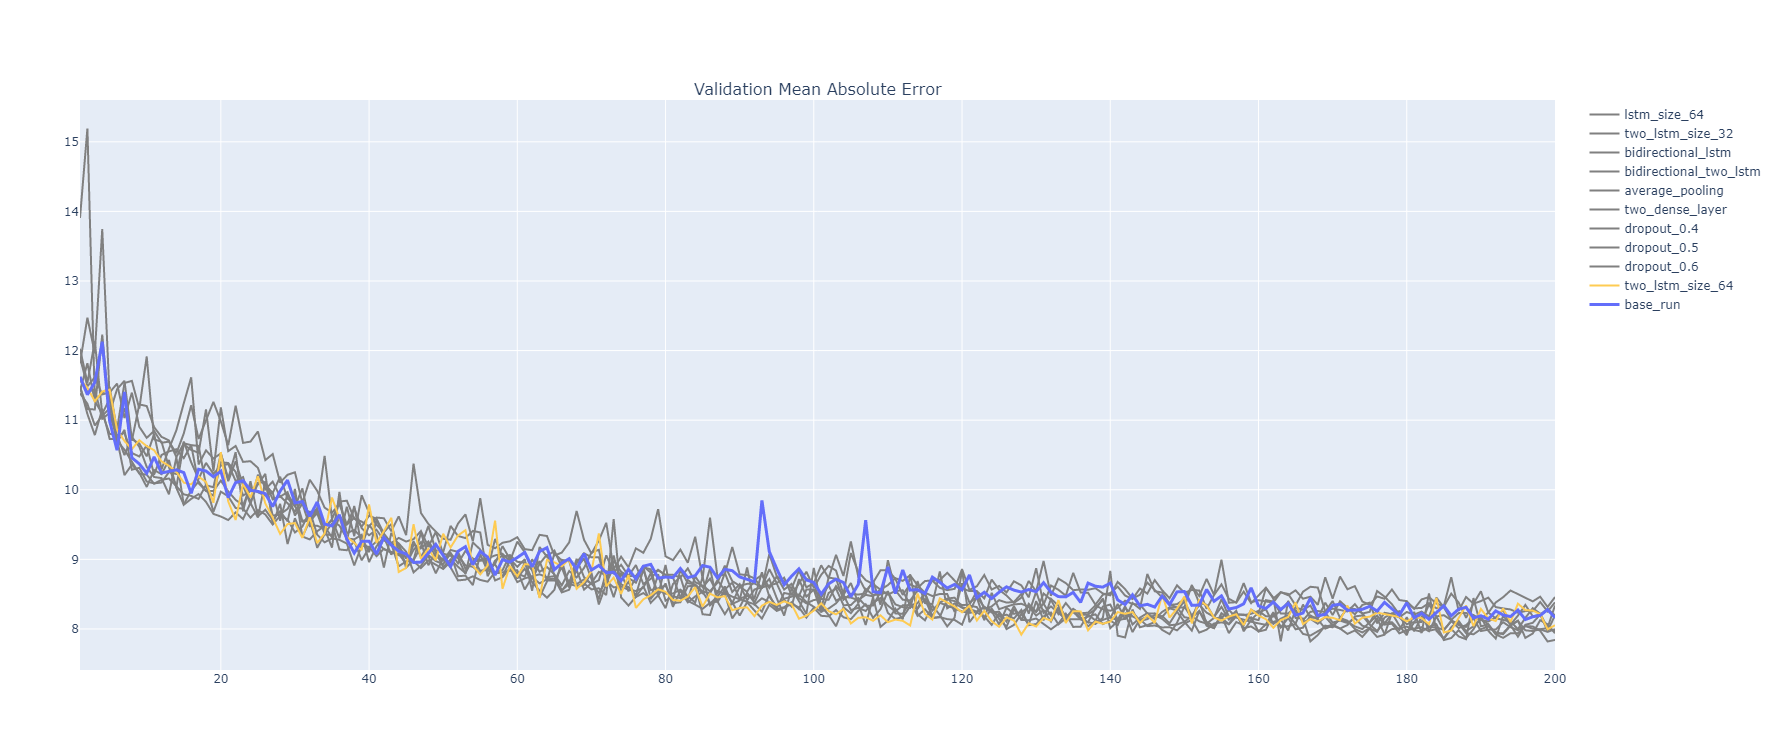 Validation Mean Absolute Error
15
14
13
12
11
10
9
8
20 40 60 80 100 120 140 160 180 200
lstm_size_64
two_lstm_size_32
bidirectional_lstm
bidirectional_two_lstm
average_pooling
two_dense_layer
dropout_0.4
dropout_0.5
dropout_0.6
two_lstm_size_64
base_run